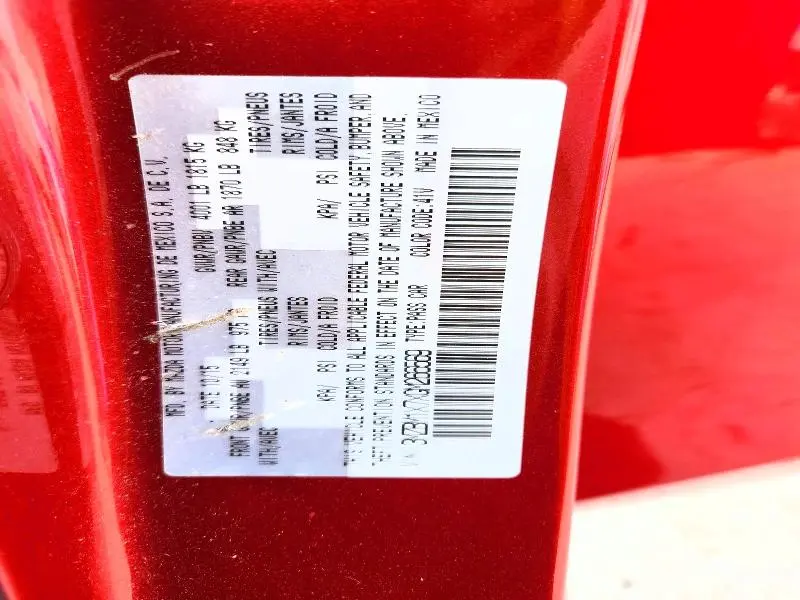 MFD. BY MAZDA MOTOR MANUFACTURING DE MEXICO S.A. DE C.V.
DATE 10/15 GVWR/PNBV 4001 LB 1815 KG
FRONT GAWR/PNBE AV 2149 LB 975 REAR GAWR/PNBE AR 1870 LB 848 KG
WITH/AVEC TIRES/PNEUS WITH/AVEC TIRES/PNEUS
RIMS/JANTES RIMS/JANTES
KPA/ PSI COLD/A FROID KPA/ PSI COLD/A FROID
THIS VEHICLE CONFORMS TO ALL APPLICABLE FEDERAL MOTOR VEHICLE SAFETY, BUMPER, AND
THEFT PREVENTION STANDARDS IN EFFECT ON THE DATE OF MANUFACTURE SHOWN ABOVE.
TYPE:PASS CAR COLOR CODE:41V MADE IN MEXICO